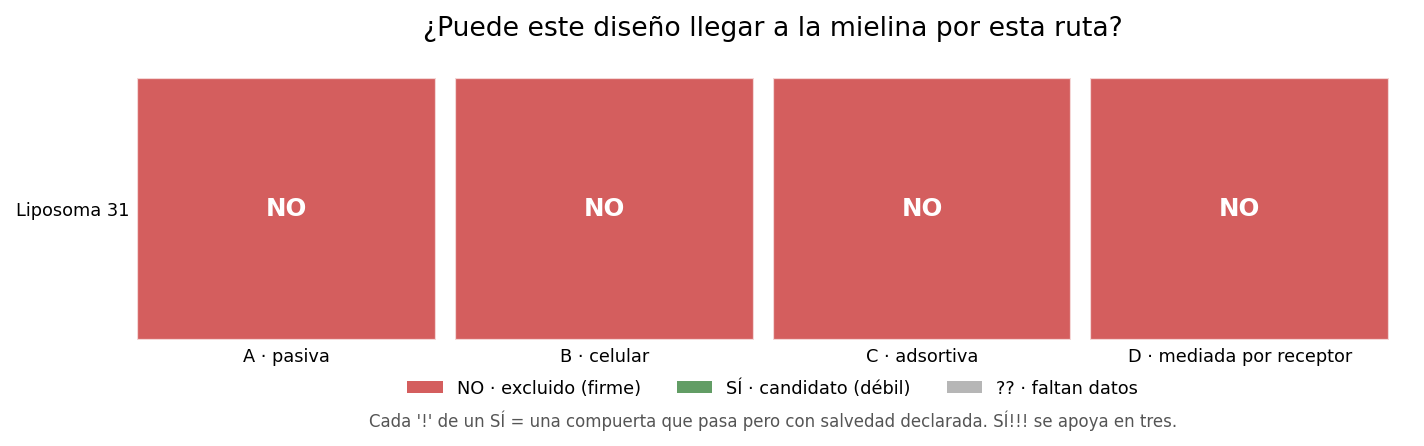 ¿Puede este diseño llegar a la mielina por esta ruta?
Liposoma 31
NO
NO
NO
NO
A · pasiva
B · celular
C · adsortiva
D · mediada por receptor
NO · excluido (firme)
SÍ · candidato (débil)
?? · faltan datos
Cada '!' de un SÍ = una compuerta que pasa pero con salvedad declarada. SÍ!!! se apoya en tres.